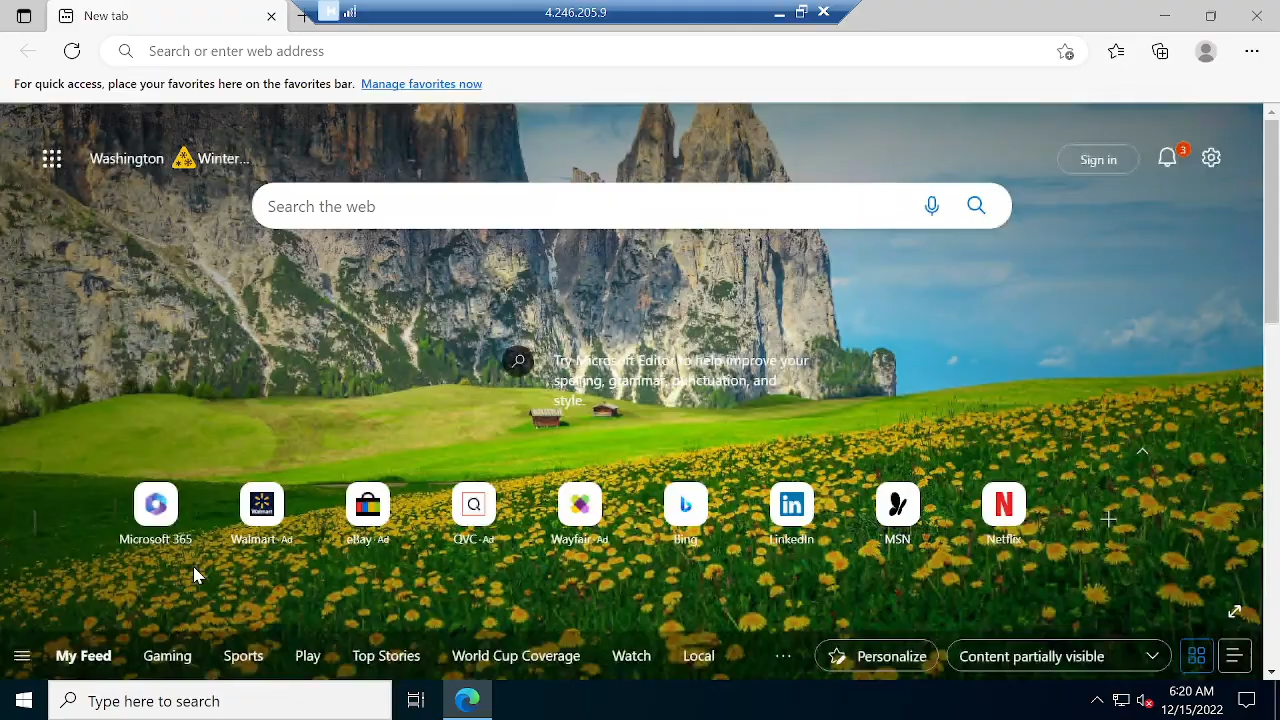 New tab
4.246.205.9
Search or enter web address
For quick access, place your favorites here on the favorites bar. Manage favorites now
Washington Winter...
Sign in
3
Search the web
Try Microsoft Editor to help improve your
spelling, grammar, punctuation, and
style.
Microsoft 365
Walmart · Ad
eBay · Ad
QVC · Ad
Wayfair · Ad
Bing
LinkedIn
MSN
Netflix
My Feed Gaming Sports Play Top Stories World Cup Coverage Watch Local ... Personalize Content partially visible
Type here to search
6:20 AM
12/15/2022